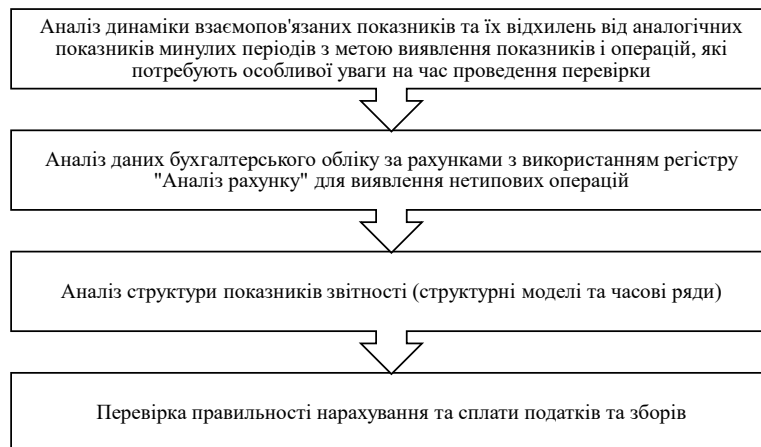 Аналіз динаміки взаємопов'язаних показників та їх відхилень від аналогічних
показників минулих періодів з метою виявлення показників і операцій, які
потребують особливої уваги на час проведення перевірки
Аналіз даних бухгалтерського обліку за рахунками з використанням регістру
"Аналіз рахунку" для виявлення нетипових операцій
Аналіз структури показників звітності (структурні моделі та часові ряди)
Перевірка правильності нарахування та сплати податків та зборів